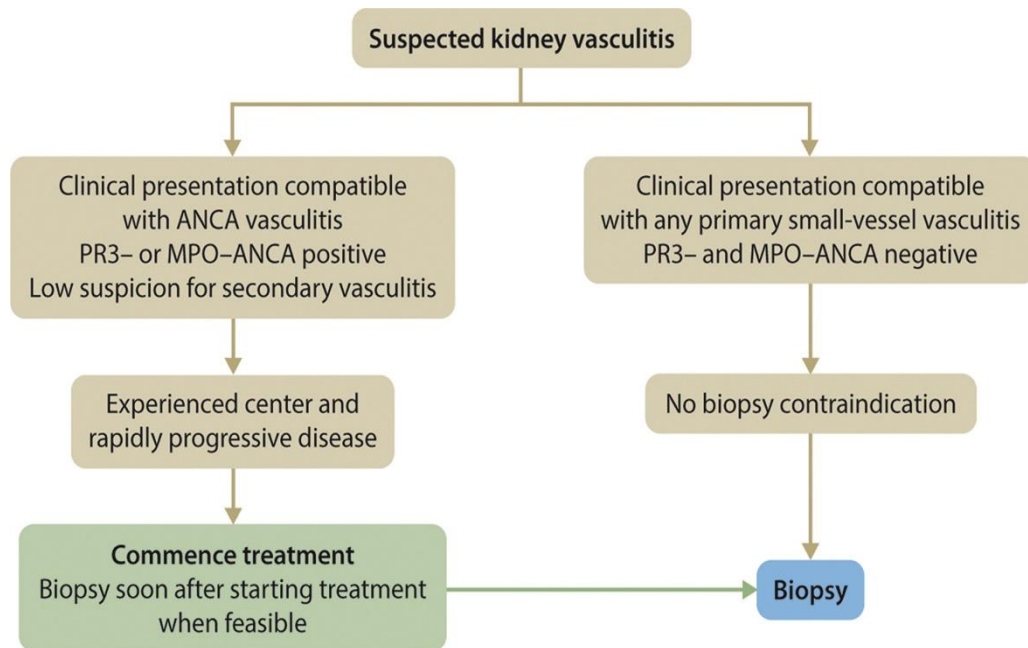 Suspected kidney vasculitis
Clinical presentation compatible
with ANCA vasculitis
PR3– or MPO–ANCA positive
Low suspicion for secondary vasculitis
Clinical presentation compatible
with any primary small-vessel vasculitis
PR3– and MPO–ANCA negative
Experienced center and
rapidly progressive disease
No biopsy contraindication
Commence treatment
Biopsy soon after starting treatment
when feasible
Biopsy